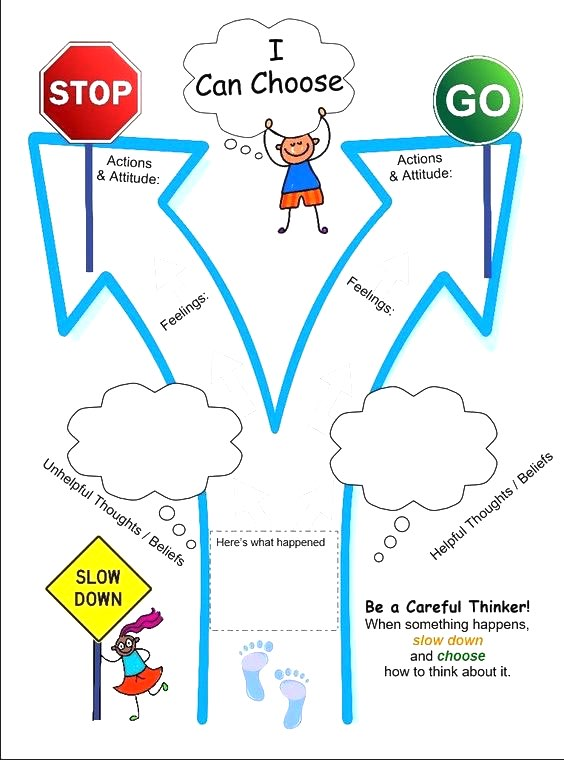 I
Can Choose
STOP
GO
Actions
& Attitude:
Actions
& Attitude:
Feelings:
Feelings:
Unhelpful Thoughts / Beliefs
Helpful Thoughts / Beliefs
Here's what happened
SLOW
DOWN
Be a Careful Thinker!
When something happens,
slow down
and choose
how to think about it.